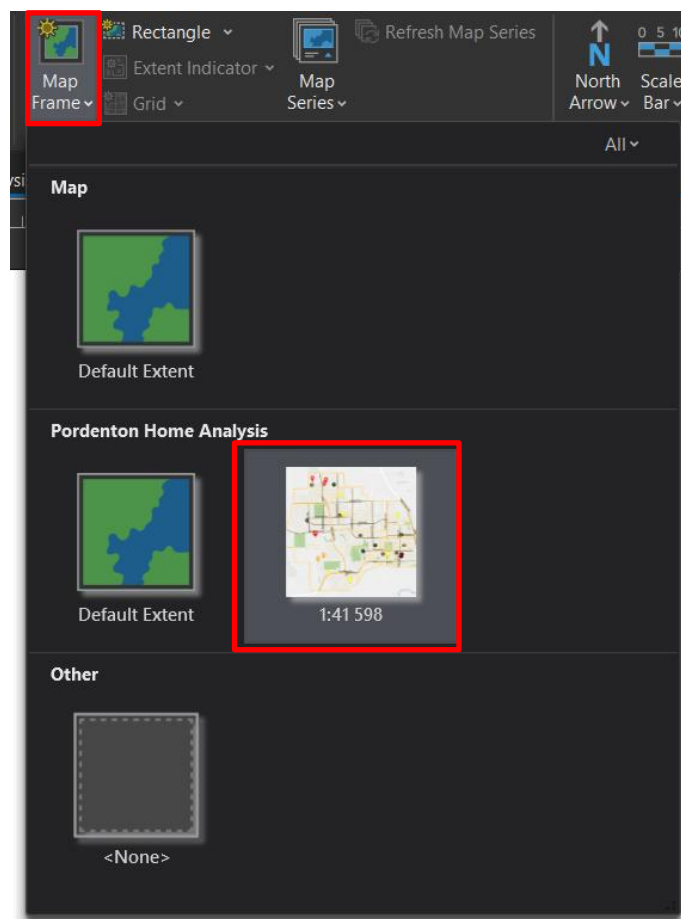 Rectangle
Refresh Map Series
0 5 10
Extent Indicator
Map
Frame
Map
Series
North
Arrow
Scale
Bar
Grid
All
Map
Default Extent
Pordenton Home Analysis
Default Extent
1:41 598
Other
<None>